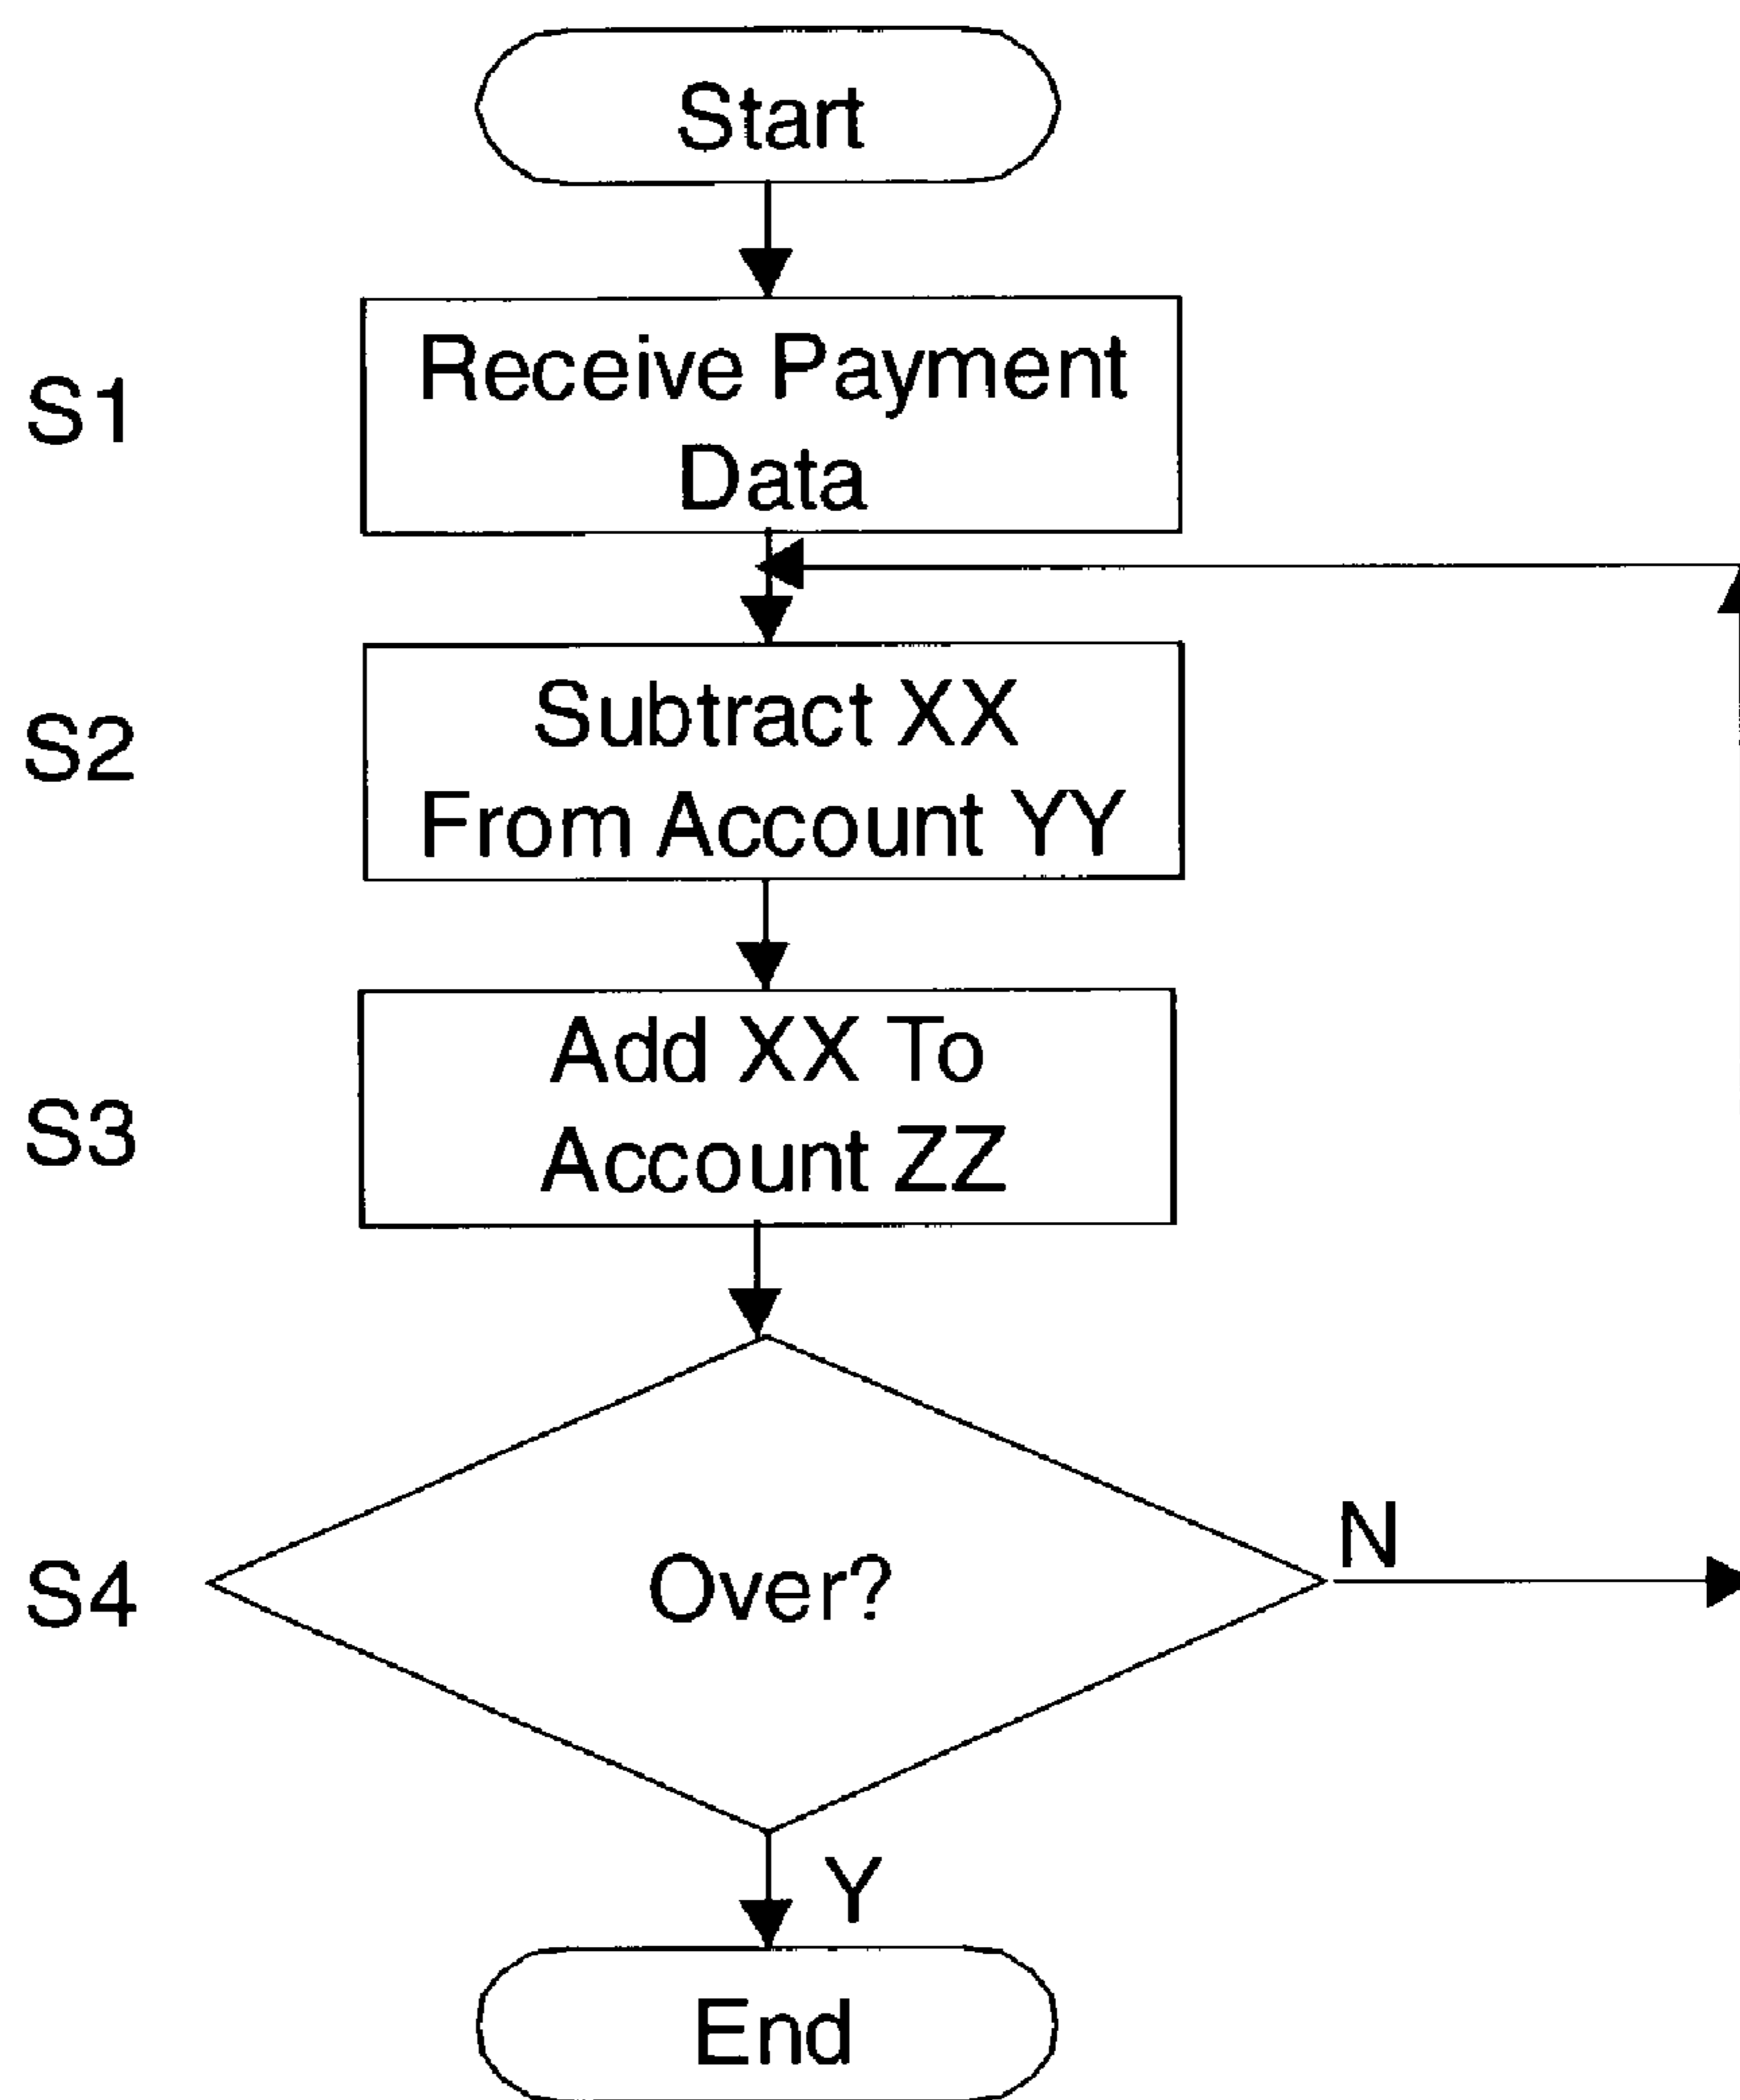 Start
S1
Receive Payment
Data
S2
Subtract XX
From Account YY
S3
Add XX To
Account ZZ
S4
Over?
N
Y
End